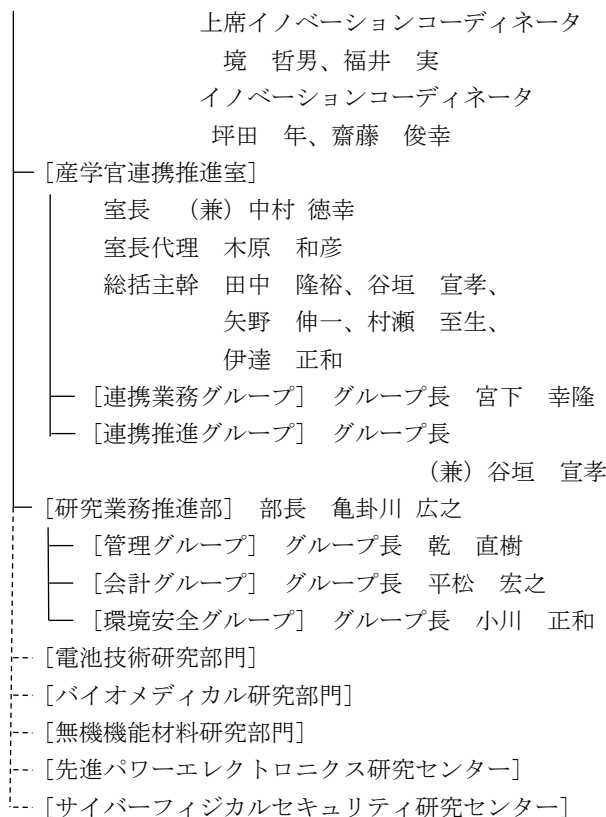 上席イノベーションコーディネータ
境　哲男、福井　実
イノベーションコーディネータ
坪田　年、齋藤　俊幸
［産学官連携推進室］
室長　（兼）中村 徳幸
室長代理　木原　和彦
総括主幹　田中　隆裕、谷垣　宣孝、
矢野　伸一、村瀬　至生、
伊達　正和
［連携業務グループ］　グループ長　宮下　幸隆
［連携推進グループ］　グループ長
（兼）谷垣　宣孝
［研究業務推進部］　部長　亀卦川 広之
［管理グループ］　グループ長　乾　直樹
［会計グループ］　グループ長　平松　宏之
［環境安全グループ］　グループ長　小川　正和
［電池技術研究部門］
［バイオメディカル研究部門］
［無機機能材料研究部門］
［先進パワーエレクトロニクス研究センター］
［サイバーフィジカルセキュリティ研究センター］